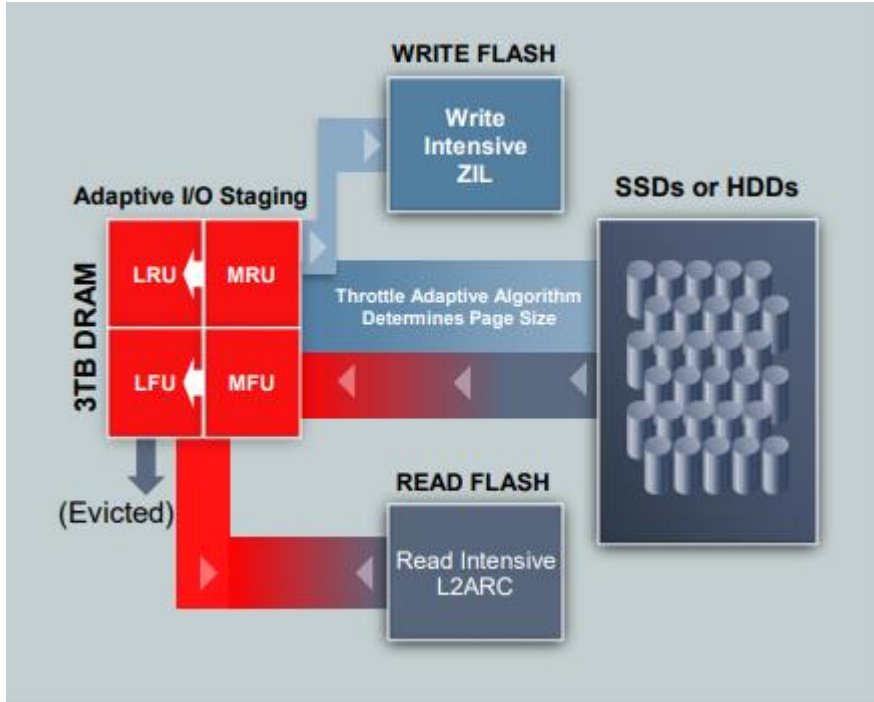 WRITE FLASH
Write
Intensive
ZIL
SSDs or HDDs
Adaptive I/O Staging
3TB DRAM
LRU
MRU
LFU
MFU
Throttle Adaptive Algorithm
Determines Page Size
(Evicted)
READ FLASH
Read Intensive
L2ARC